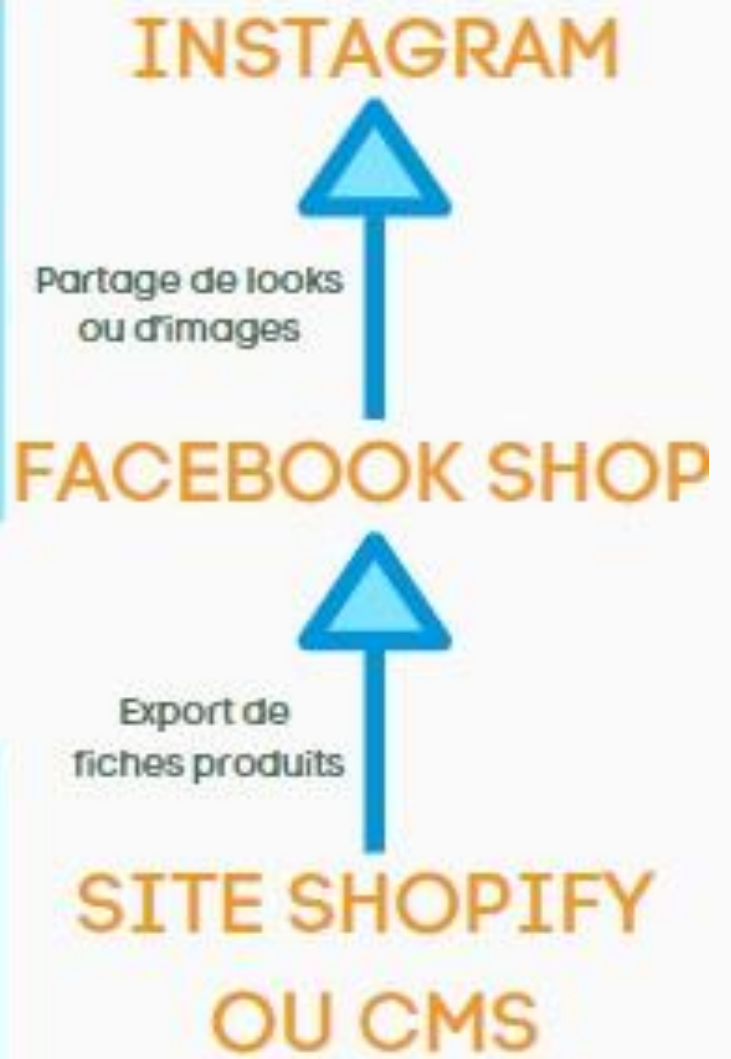 INSTAGRAM
Partage de looks
ou d'images
FACEBOOK SHOP
Export de
fiches produits
SITE SHOPIFY
OU CMS